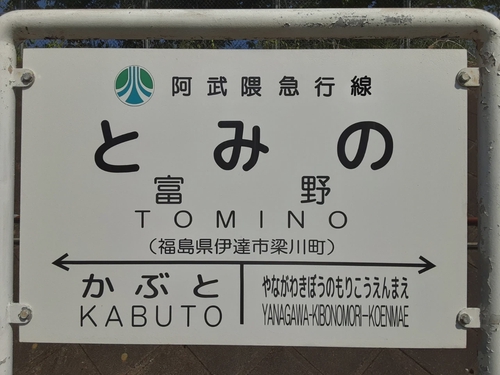 阿武隈急行線
とみの
富野
TOMINO
（福島県伊達市梁川町）
かぶと
KABUTO
やながわきぼうのもりこうえんまえ
YANAGAWA-KIBONOMORI-KOENMAE